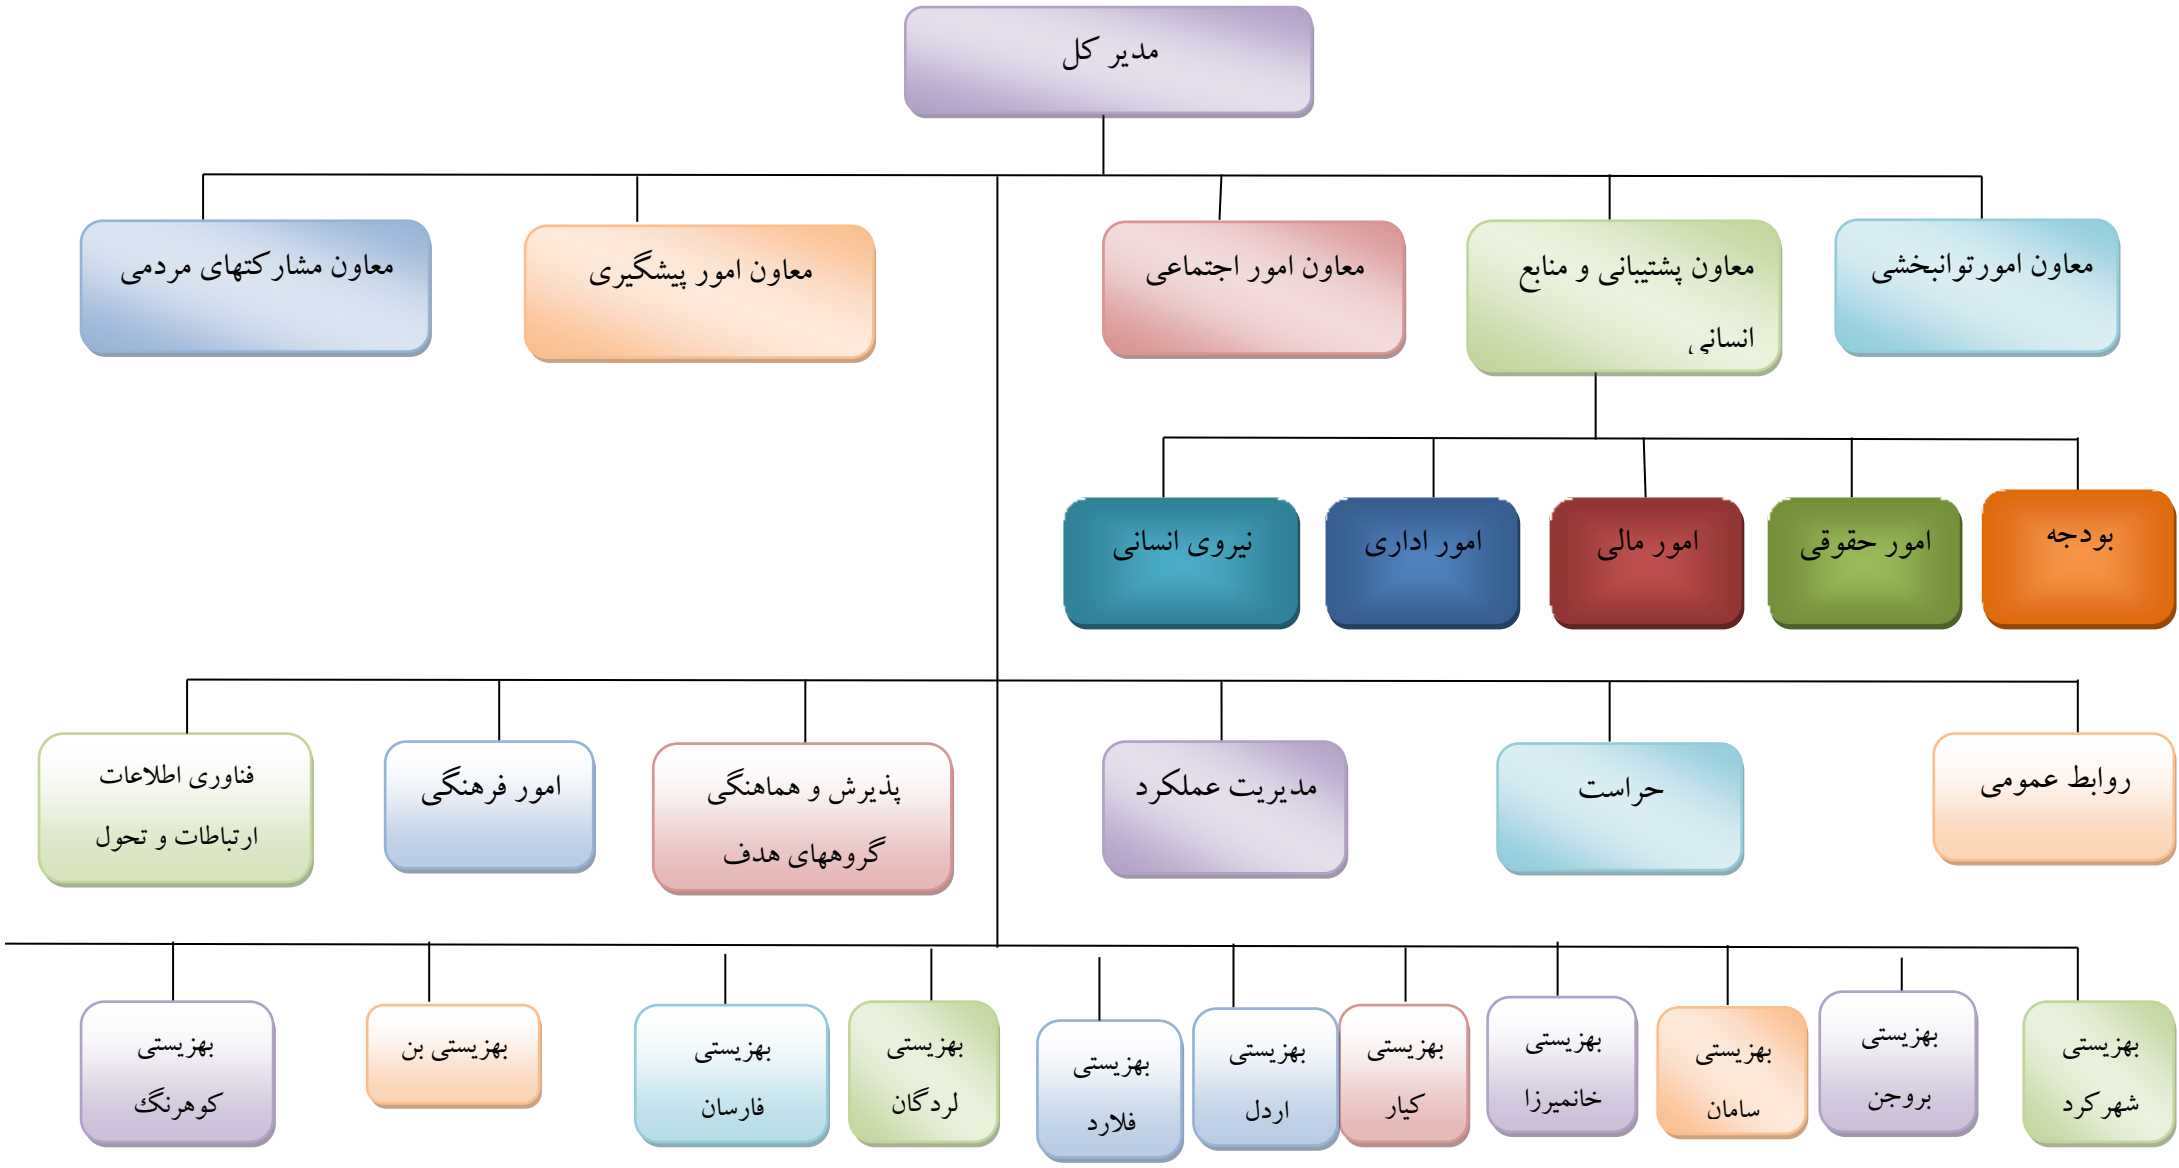 مدیر کل
معاون امورتوانبخشی
معاون پشتیبانی و منابع
انسانی
معاون امور اجتماعی
معاون امور پیشگیری
معاون مشارکتهای مردمی
بودجه
امور حقوقی
امور مالی
امور اداری
نیروی انسانی
روابط عمومی
حراست
مدیریت عملکرد
پذیرش و هماهنگی
گروههای هدف
امور فرهنگی
فناوری اطلاعات
ارتباطات و تحول
بهزیستی
شهرکرد
بهزیستی
بروجن
بهزیستی
سامان
بهزیستی
خانمیرزا
بهزیستی
کیار
بهزیستی
اردل
بهزیستی
فلارد
بهزیستی
لردگان
بهزیستی
فارسان
بهزیستی بن
بهزیستی
کوهرنگ